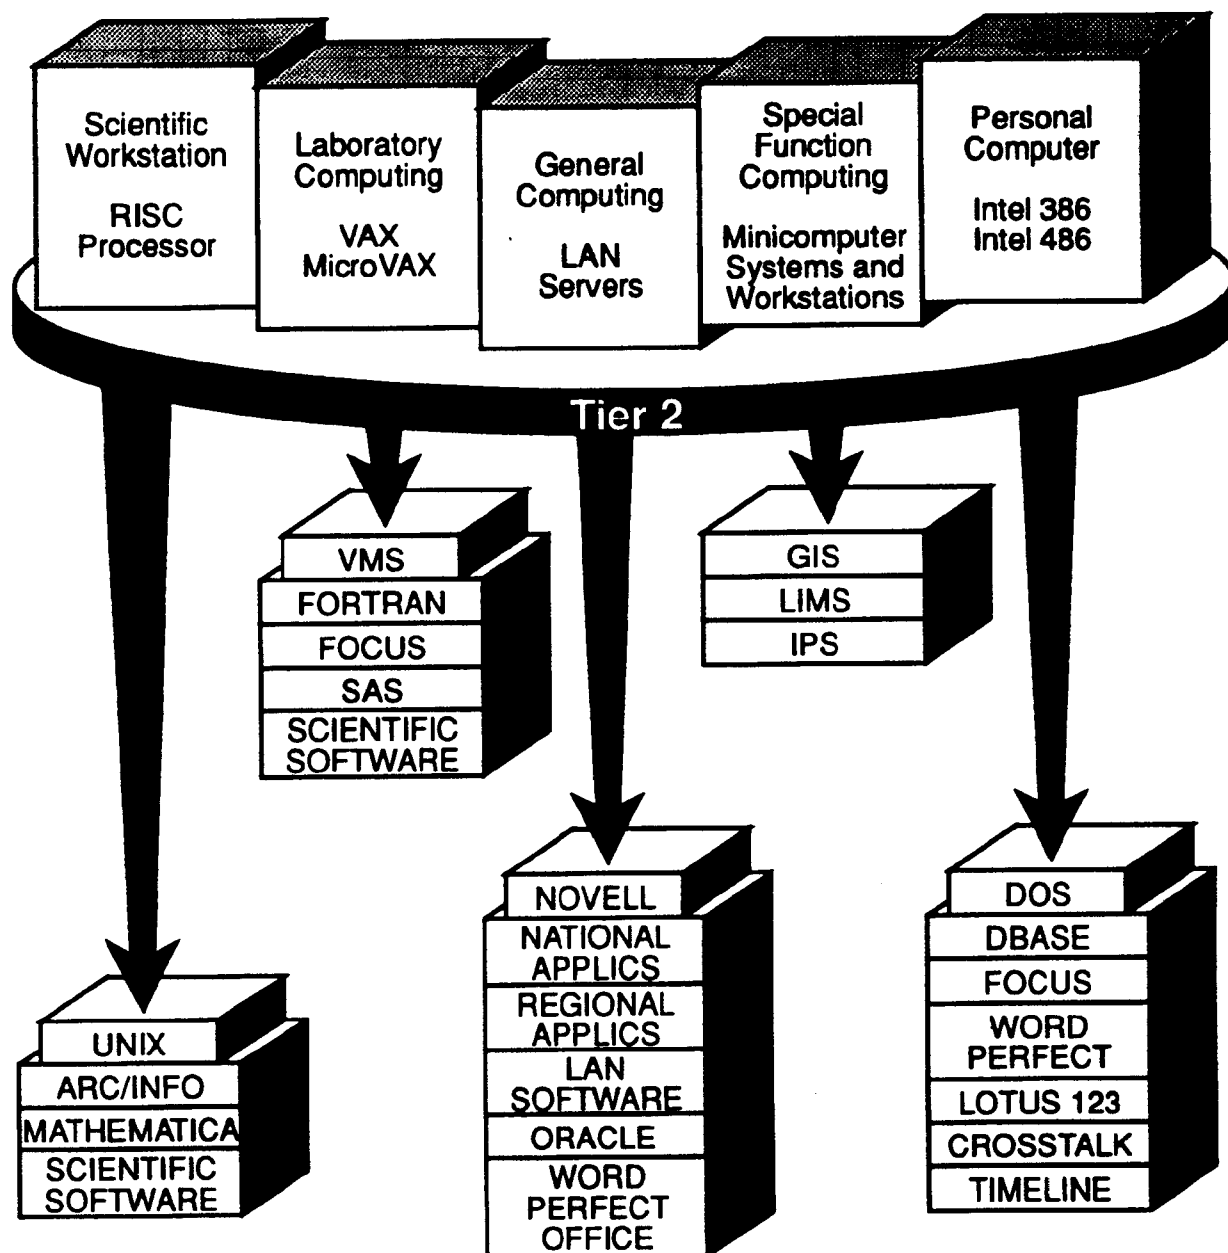 Scientific
Workstation
RISC
Processor
Laboratory
Computing
VAX
MicroVAX
General
Computing
LAN
Servers
Special
Function
Computing
Minicomputer
Systems and
Workstations
Personal
Computer
Intel 386
Intel 486
Tier 2
VMS
FORTRAN
FOCUS
SAS
SCIENTIFIC
SOFTWARE
GIS
LIMS
IPS
UNIX
ARC/INFO
MATHEMATICA
SCIENTIFIC
SOFTWARE
NOVELL
NATIONAL
APPLICS
REGIONAL
APPLICS
LAN
SOFTWARE
ORACLE
WORD
PERFECT
OFFICE
DOS
DBASE
FOCUS
WORD
PERFECT
LOTUS 123
CROSSTALK
TIMELINE